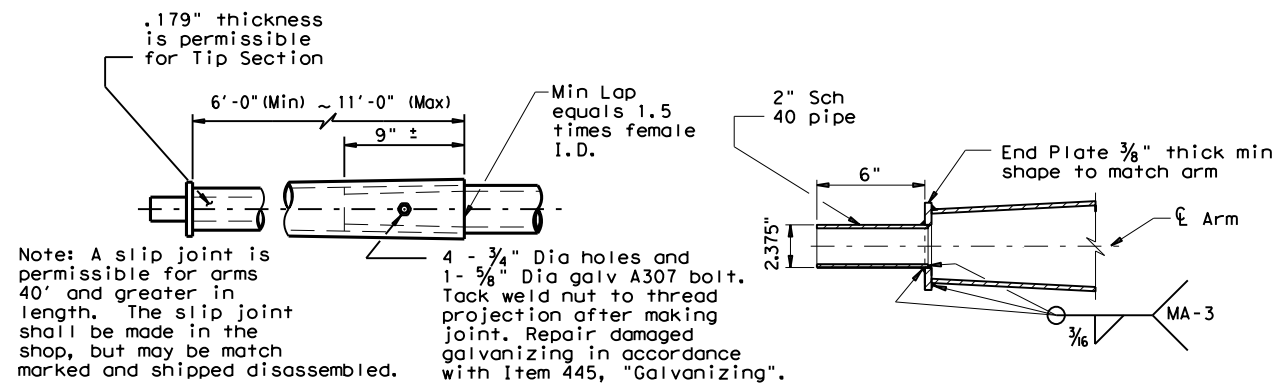 .179" thickness
is permissible
for Tip Section
6'-0"(Min) ~ 11'-0" (Max)
9" ±
Min Lap
equals 1.5
times female
I.D.
Note: A slip joint is
permissible for arms
40' and greater in
length. The slip joint
shall be made in the
shop, but may be match
marked and shipped disassembled.
4 - ¾" Dia holes and
1- ⅝" Dia galv A307 bolt.
Tack weld nut to thread
projection after making
joint. Repair damaged
galvanizing in accordance
with Item 445, "Galvanizing".
2" Sch
40 pipe
6"
2.375"
End Plate ⅜" thick min
shape to match arm
℄ Arm
3⁄16
MA-3